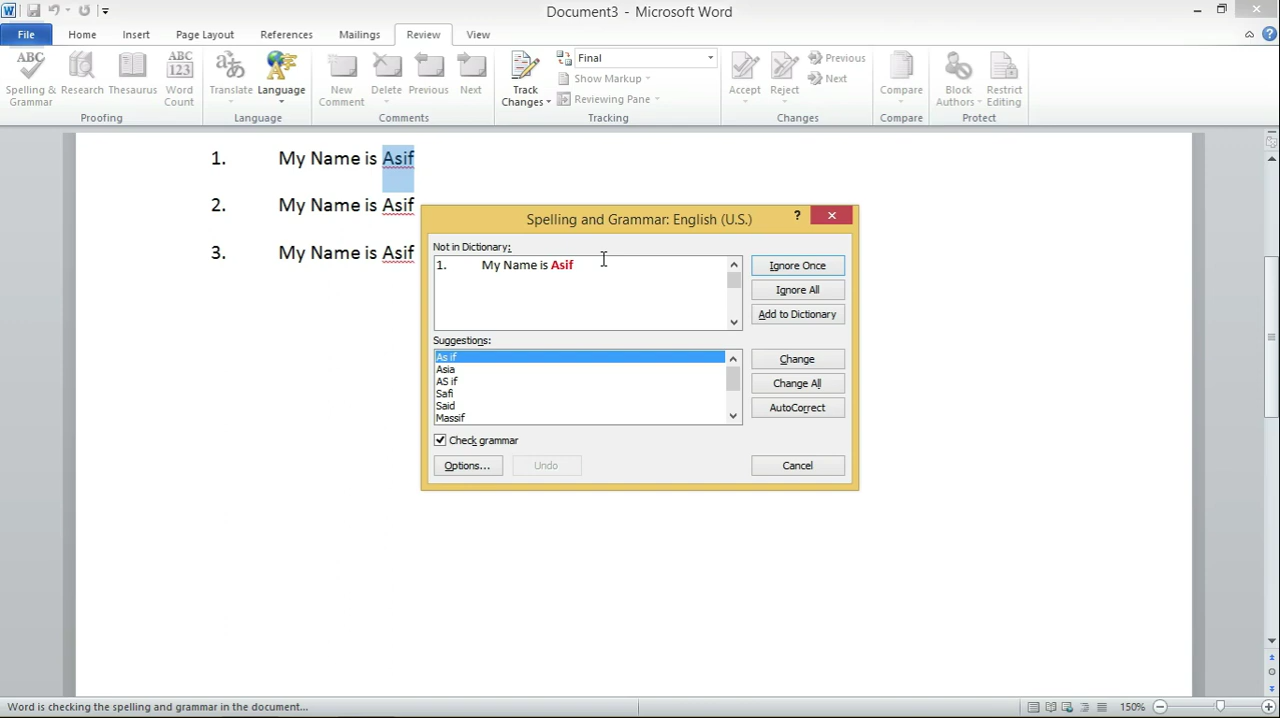 Document3 - Microsoft Word
File Home Insert Page Layout References Mailings Review View
ABC Spelling & Grammar
Research
Thesaurus
ABC 123 Word Count
Proofing
Translate
Language
Language
New Comment
Delete
Previous
Next
Comments
Track Changes
Final
Show Markup
Reviewing Pane
Tracking
Accept
Reject
Previous
Next
Changes
Compare
Compare
Block Authors
Restrict Editing
Protect
1. My Name is Asif
2. My Name is Asif
3. My Name is Asif
Spelling and Grammar: English (U.S.) ?
Not in Dictionary:
1. My Name is Asif
Ignore Once
Ignore All
Add to Dictionary
Suggestions:
As if
Asia
AS if
Safi
Said
Massif
Change
Change All
AutoCorrect
Check grammar
Options... Undo Cancel
Word is checking the spelling and grammar in the document... 150%